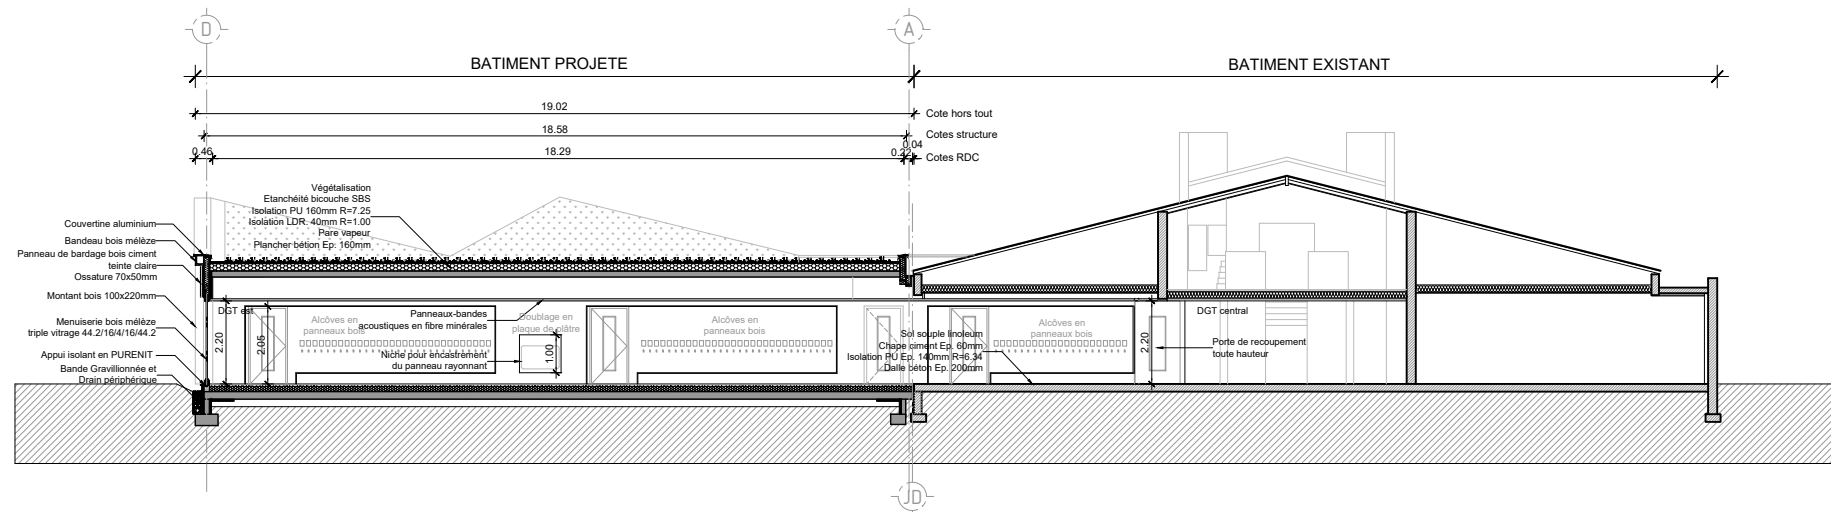 D
A
BATIMENT PROJETE
BATIMENT EXISTANT
19.02
Cote hors tout
18.58
Cotes structure
0.46
18.29
0.22
0.04
Cotes RDC
Végétalisation
Etanchéité bicouche SBS
Isolation PU 160mm R=7.25
Isolation LDR. 40mm R=1.00
Pare vapeur
Plancher bétion Ep. 160mm
Couvertine aluminium
Bandeau bois mélèze
Panneau de bardage bois ciment
teinte claire
Ossature 70x50mm
Montant bois 100x220mm
Menuiserie bois mélèze
triple vitrage 44.2/16/4/16/44.2
Appui isolant en PURENIT
Bande Gravillionnée et
Drain périphérique
DGT est
2.20
2.05
Alcôves en
panneaux bois
Panneaux-bandes
acoustiques en fibre minérales
Doublage en
plaque de plâtre
Niche pour encastrement
du panneau rayonnant
1.00
Alcôves en
panneaux bois
Sol souple linoleum
Chape ciment Ep. 60mm
Isolation PU Ep. 140mm R=6.34
Dalle béton Ep. 200mm
Alcôves en
panneaux bois
2.20
DGT central
Porte de recoupement
toute hauteur
JD